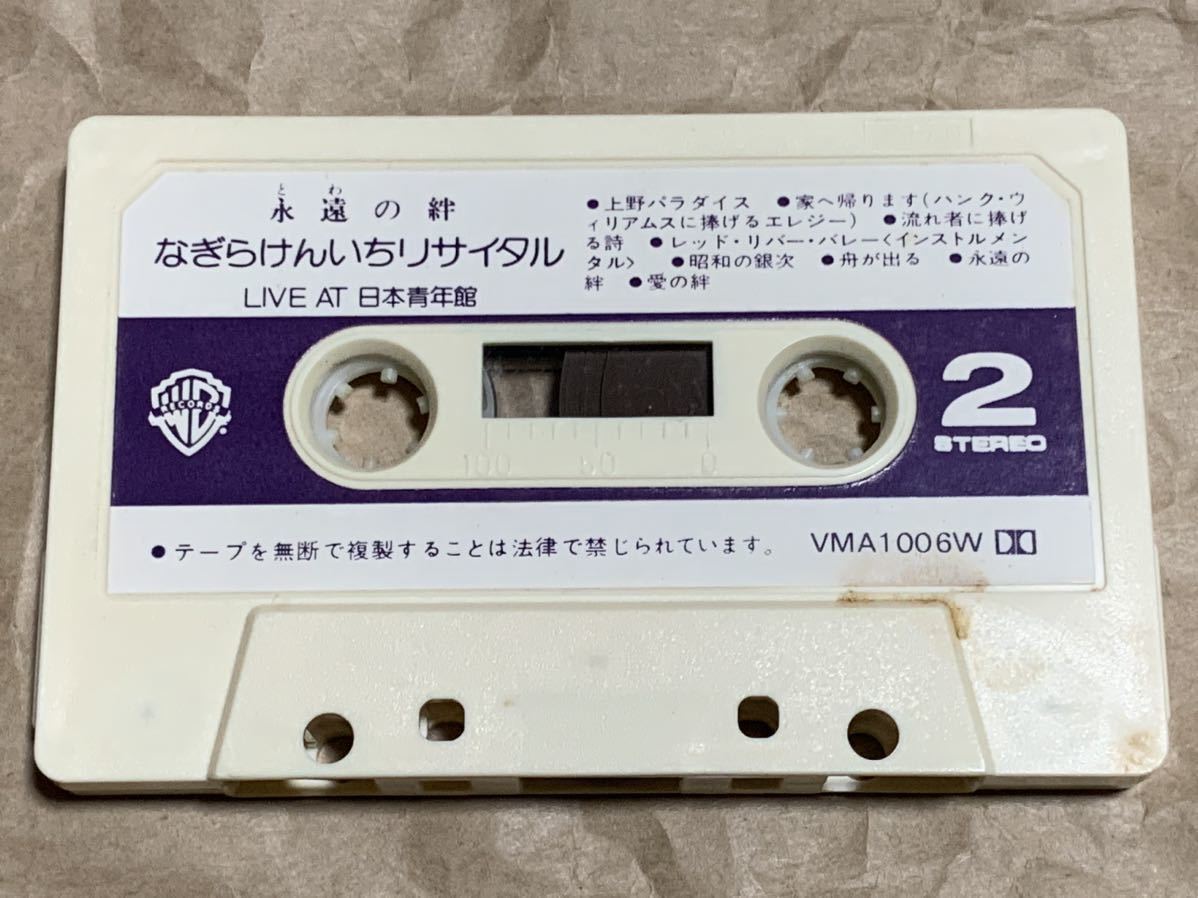 とわ
永遠の絆
なぎらけんいちリサイタル
LIVE AT 日本青年館
●上野パラダイス ●家へ帰ります(ハンク・ウ
ィリアムスに捧げるエレジー) ●流れ者に捧げ
る詩 ●レッド・リバー・バレー<インストルメン
タル> ●昭和の銀次 ●舟が出る ●永遠の
絆 ●愛の絆
RECORDS
2
STEREO
100 50 0
●テープを無断で複製することは法律で禁じられています。 VMA1006W